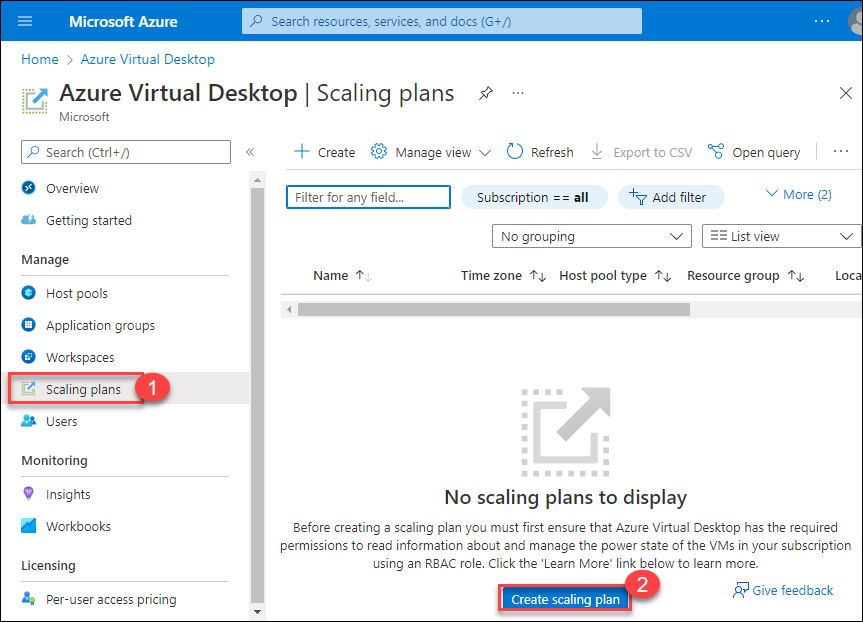 Microsoft Azure
Search resources, services, and docs (G+/)
Home > Azure Virtual Desktop
Azure Virtual Desktop | Scaling plans
Microsoft
Search (Ctrl+/)
Overview
Getting started
Manage
Host pools
Application groups
Workspaces
Scaling plans
1
Users
Monitoring
Insights
Workbooks
Licensing
Per-user access pricing
Create Manage view Refresh Export to CSV Open query
Filter for any field... Subscription == all Add filter More (2)
No grouping List view
Name Time zone Host pool type Resource group Loca
No scaling plans to display
Before creating a scaling plan you must first ensure that Azure Virtual Desktop has the required
permissions to read information about and manage the power state of the VMs in your subscription
using an RBAC role. Click the 'Learn More' link below to learn more.
Create scaling plan
2
Give feedback